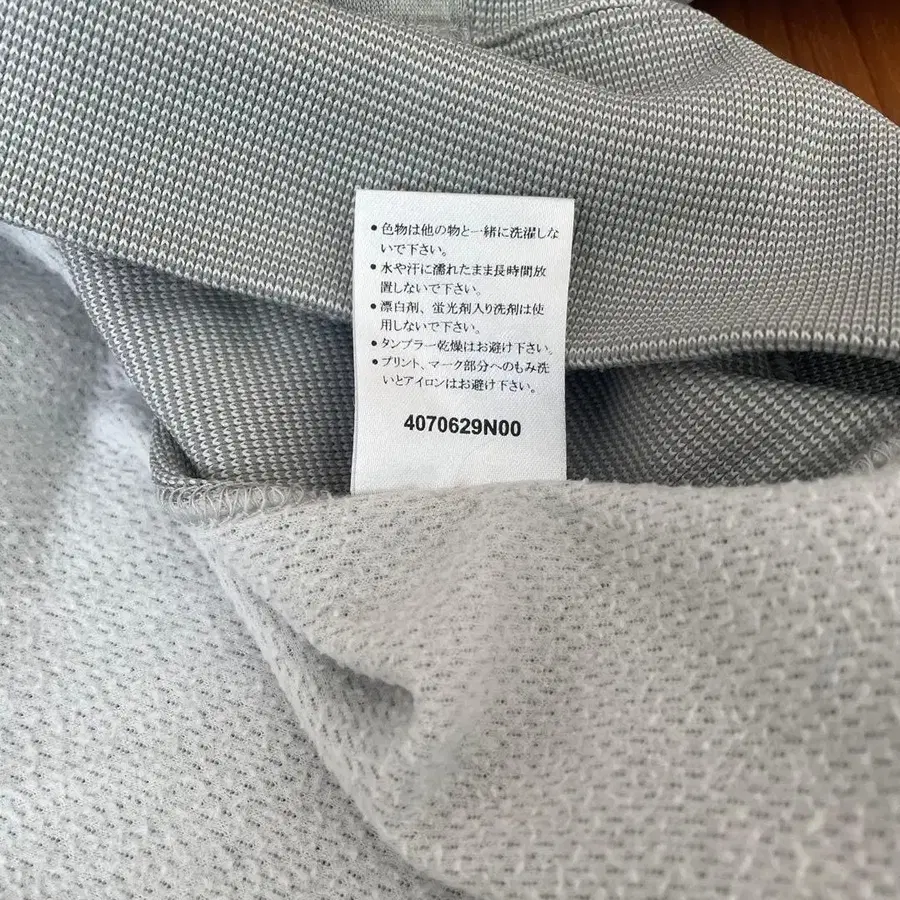 ● 色物は他の物と一緒に洗濯しな
いで下さい。
● 水や汗に濡れたまま長時間放
置しないで下さい。
● 漂白剤、蛍光剤入り洗剤は使
用しないで下さい。
● タンブラー乾燥はお避け下さい。
● プリント、マーク部分へのもみ洗
いとアイロンはお避け下さい。
4070629N00